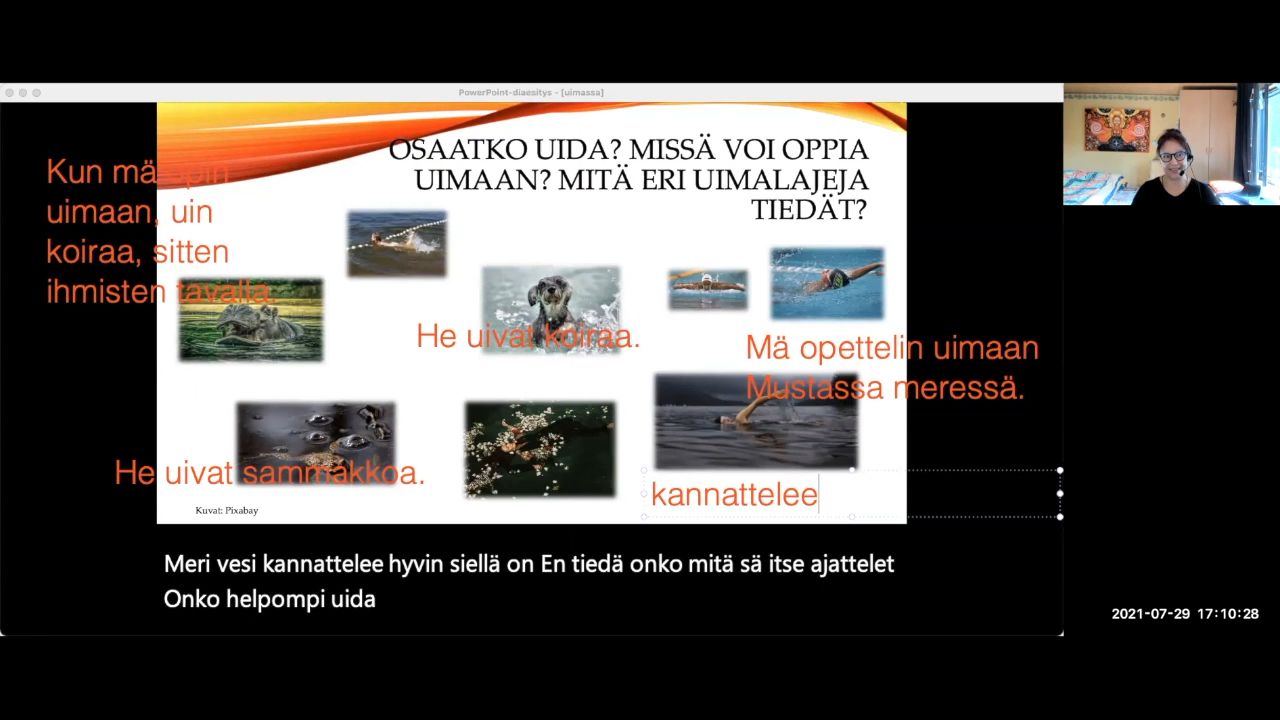 PowerPoint-diaesitys - [uimassa]
OSAATKO UIDA? MISSÄ VOI OPPIA
UIMAAN? MITÄ ERI UIMALAJEJA
TIEDÄT?
Kun mä opin
uimaan, uin
koiraa, sitten
ihmisten tavalla.
He uivat koiraa.
Mä opettelin uimaan
Mustassa meressä.
He uivat sammakkoa.
kannattelee
Kuvat: Pixabay
Meri vesi kannattelee hyvin siellä on En tiedä onko mitä sä itse ajattelet
Onko helpompi uida
2021-07-29 17:10:28